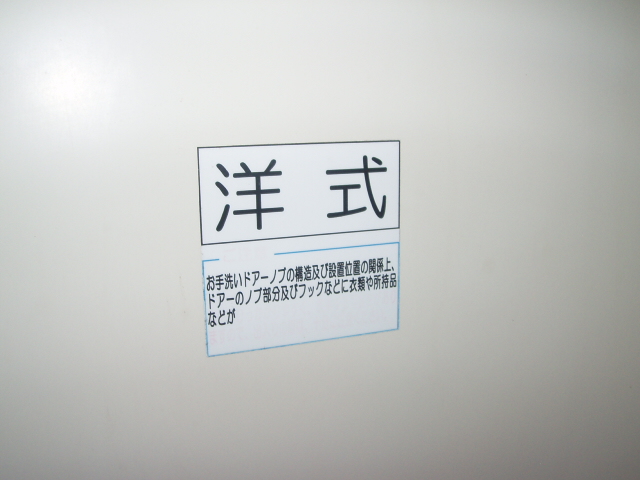 洋式
お手洗いドアーノブの構造及び設置位置の関係上、
ドアーのノブ部分及びフックなどに衣類や所持品
などが